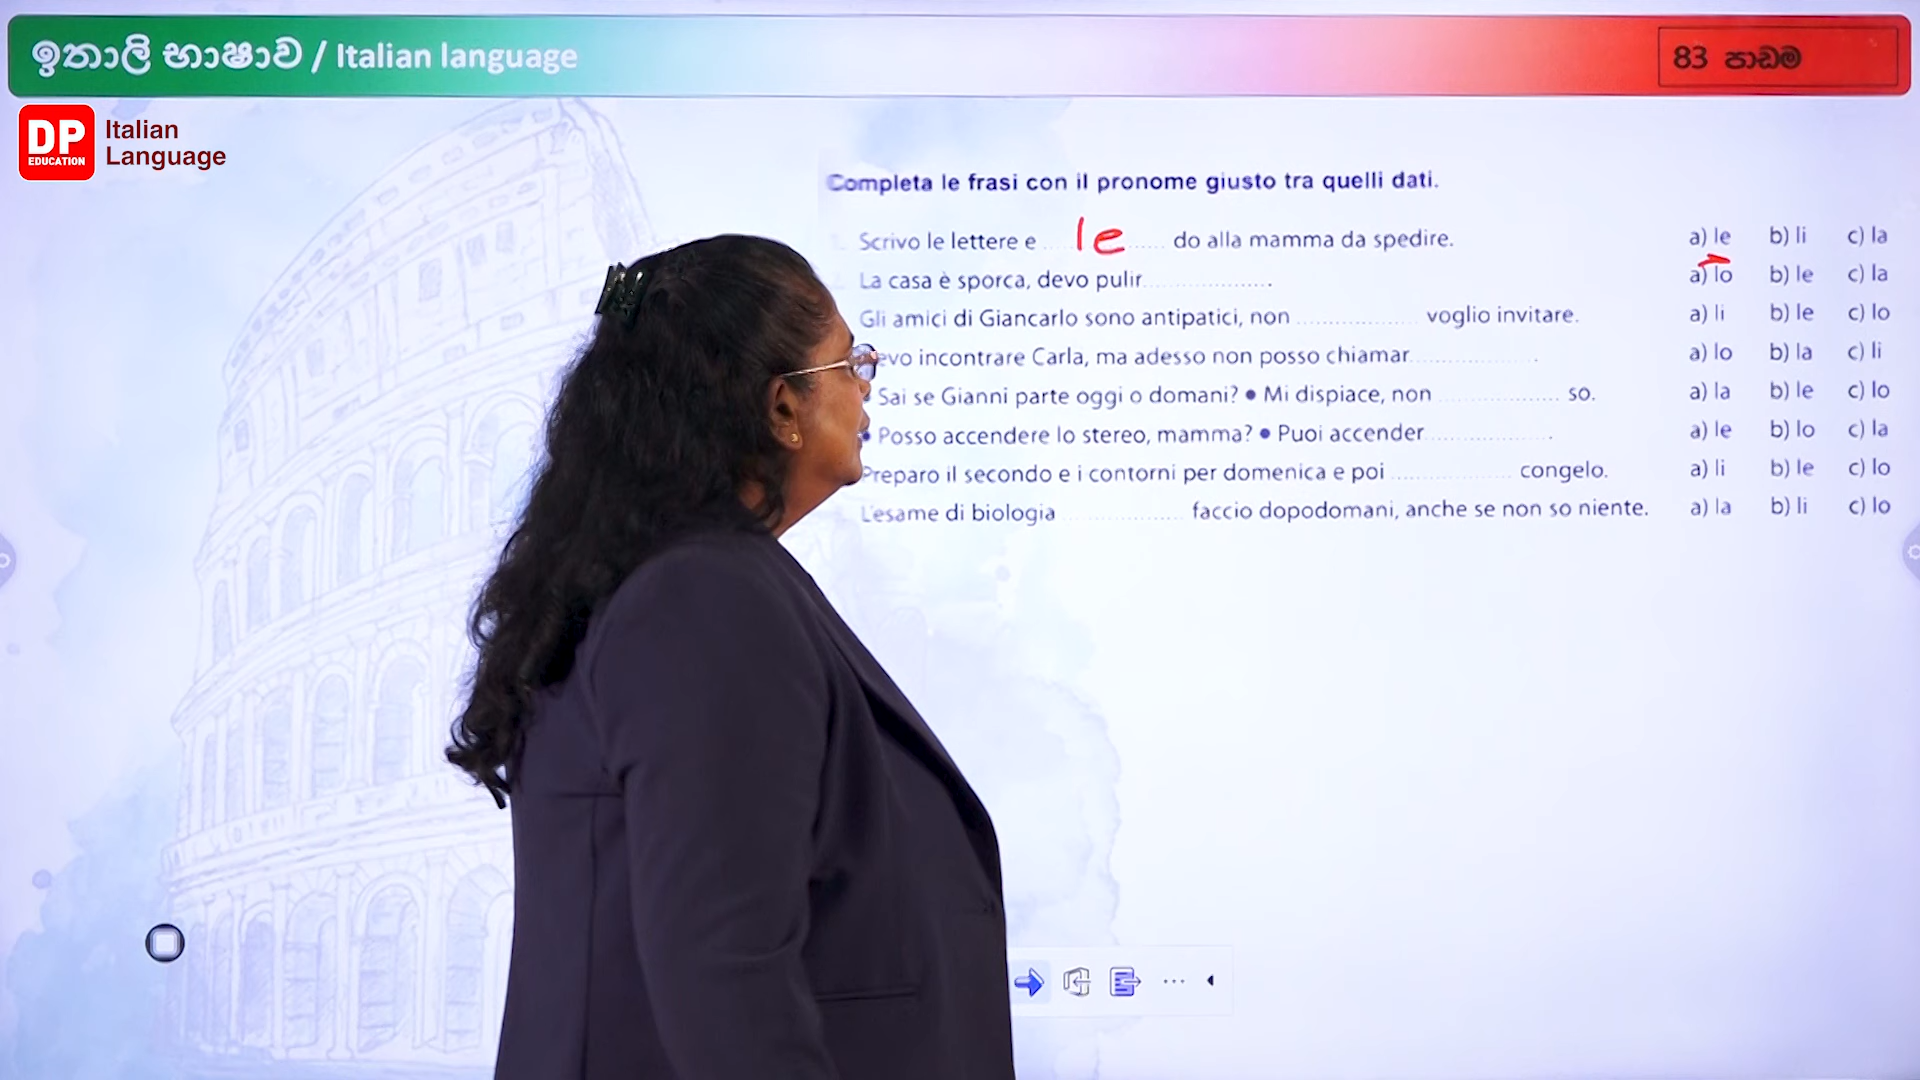 ඉතාලි භාෂාව / Italian language
83 පාඩම
DP EDUCATION
Italian Language
Completa le frasi con il pronome giusto tra quelli dati.
Scrivo le lettere e ... le ... do alla mamma da spedire. a) le b) li c) la
La casa è sporca, devo pulir.................. . a) lo b) le c) la
Gli amici di Giancarlo sono antipatici, non .................. voglio invitare. a) li b) le c) lo
incontrare Carla, ma adesso non posso chiamar.................. . a) lo b) la c) li
• Sai se Gianni parte oggi o domani? • Mi dispiace, non .................. so. a) la b) le c) lo
• Posso accendere lo stereo, mamma? • Puoi accender.................. . a) le b) lo c) la
Preparo il secondo e i contorni per domenica e poi .................. congelo. a) li b) le c) lo
L'esame di biologia .................. faccio dopodomani, anche se non so niente. a) la b) li c) lo